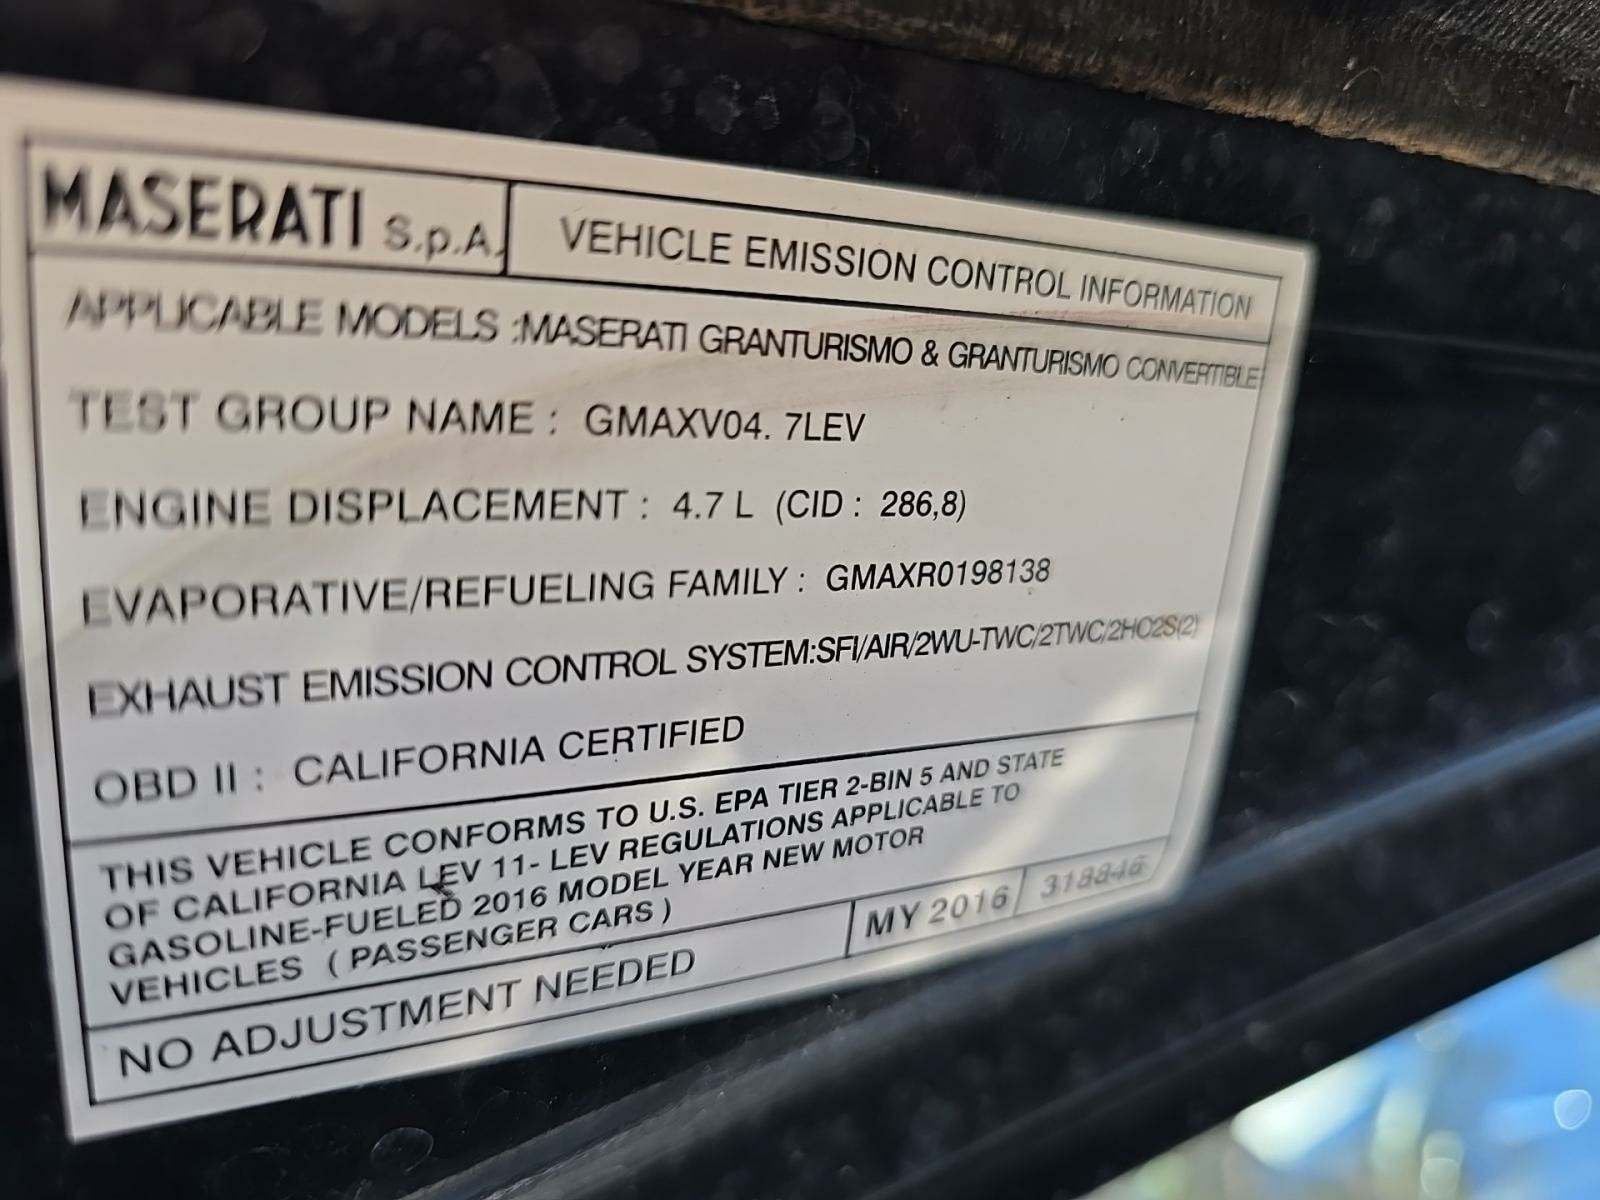 MASERATI S.p.A. VEHICLE EMISSION CONTROL INFORMATION
APPLICABLE MODELS :MASERATI GRANTURISMO & GRANTURISMO CONVERTIBLE
TEST GROUP NAME : GMAXV04. 7LEV
ENGINE DISPLACEMENT : 4.7 L (CID : 286,8)
EVAPORATIVE/REFUELING FAMILY : GMAXR0198138
EXHAUST EMISSION CONTROL SYSTEM:SFI/AIR/2WU-TWC/2TWC/2HO2S(2)
OBD II : CALIFORNIA CERTIFIED
THIS VEHICLE CONFORMS TO U.S. EPA TIER 2-BIN 5 AND STATE
OF CALIFORNIA LEV 11- LEV REGULATIONS APPLICABLE TO
GASOLINE-FUELED 2016 MODEL YEAR NEW MOTOR
VEHICLES ( PASSENGER CARS )
NO ADJUSTMENT NEEDED MY 2016 318846